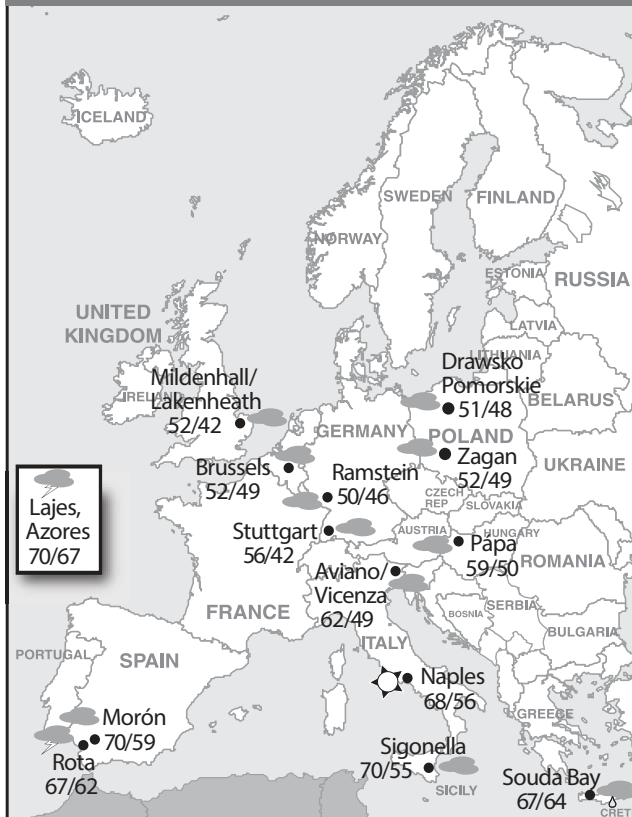 ICELAND
SWEDEN
FINLAND
NORWAY
ESTONIA
RUSSIA
UNITED
KINGDOM
LATVIA
LITHUANIA
Drawsko
Pomorskie
51/48
BELARUS
Mildenhall/
Lakenheath
52/42
IRELAND
GERMANY
POLAND
Zagan
52/49
UKRAINE
Brussels
52/49
Ramstein
50/46
CZECH
REP
SLOVAKIA
Lajes,
Azores
70/67
Stuttgart
56/42
AUSTRIA
HUNGARY
Pápa
59/50
ROMANIA
Aviano/
Vicenza
62/49
FRANCE
BOSNIA
SERBIA
BULGARIA
ITALY
PORTUGAL
SPAIN
Naples
68/56
GREECE
Morón
70/59
Rota
67/62
Sigonella
70/55
SICILY
Souda Bay
67/64
CRET